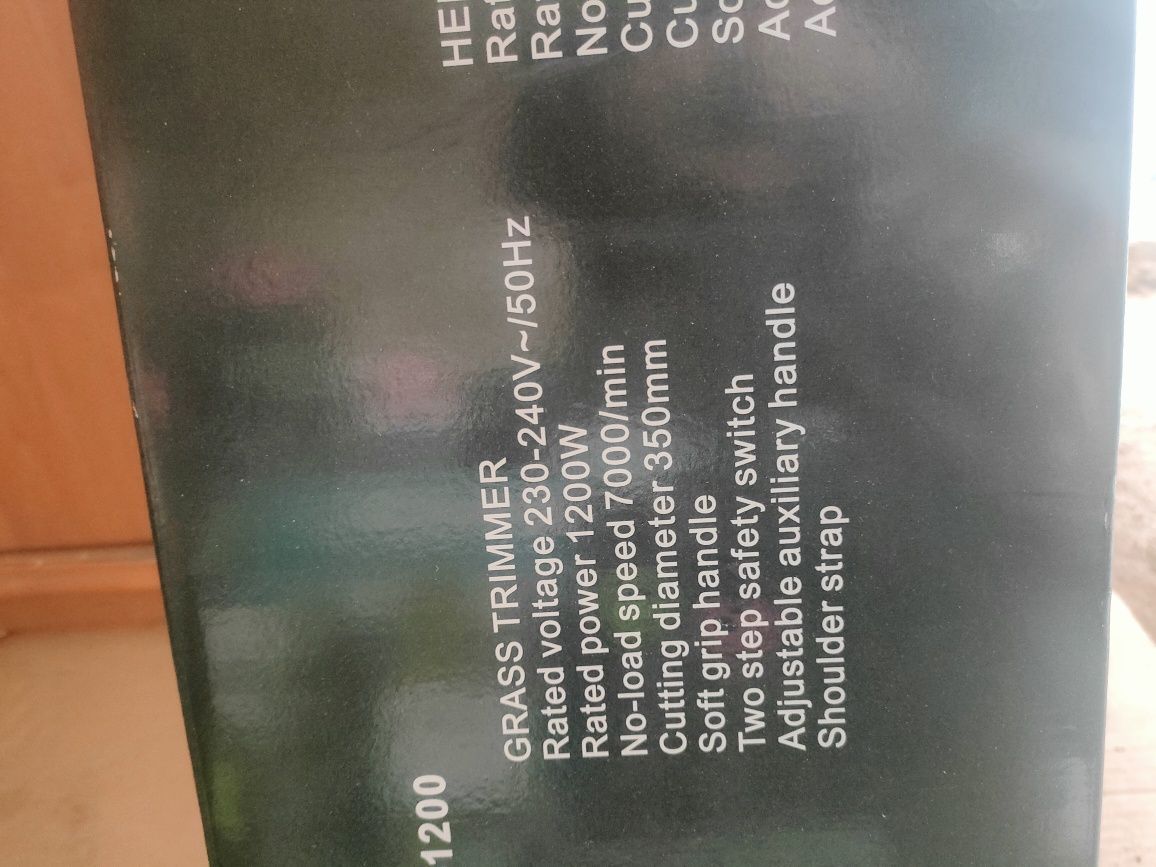 1200
GRASS TRIMMER
Rated voltage 230-240V~/50Hz
Rated power 1200W
No-load speed 7000/min
Cutting diameter 350mm
Soft grip handle
Two step safety switch
Adjustable auxiliary handle
Shoulder strap